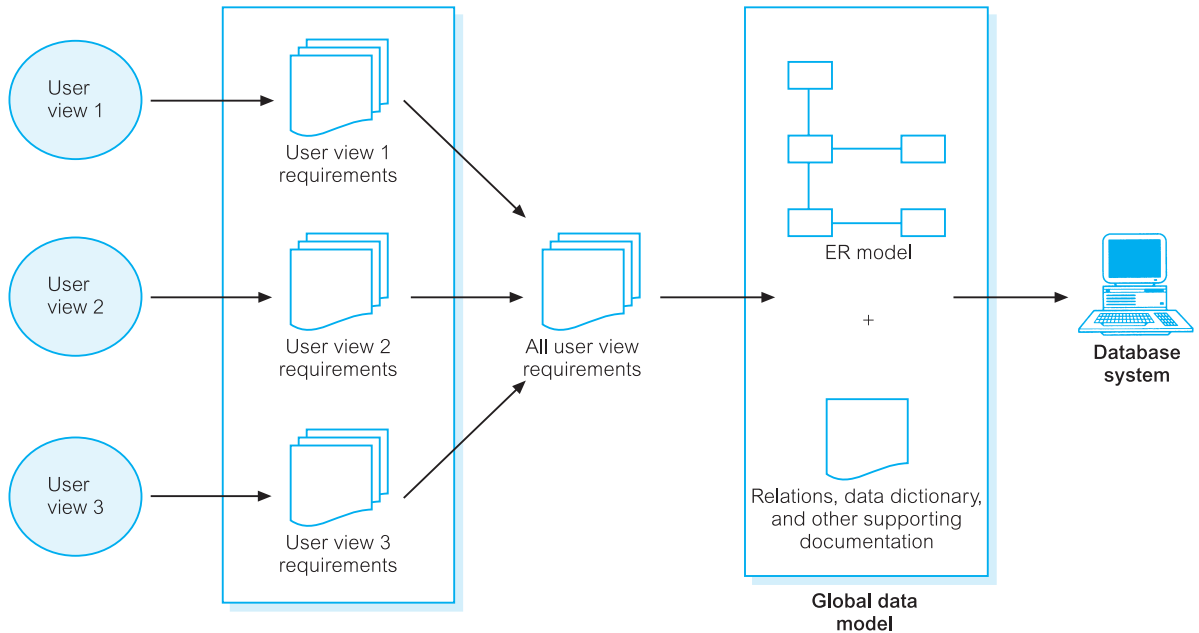 User
view 1
User view 1
requirements
User
view 2
User view 2
requirements
User
view 3
User view 3
requirements
All user view
requirements
ER model
+
Relations, data dictionary,
and other supporting
documentation
Global data
model
Database
system